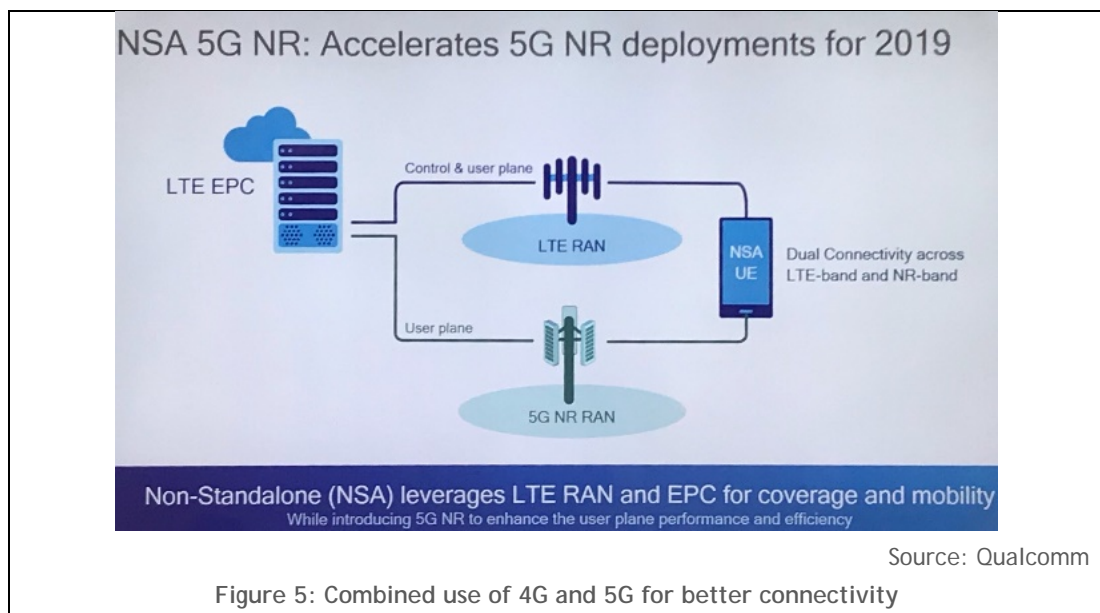 NSA 5G NR: Accelerates 5G NR deployments for 2019
LTE EPC
Control & user plane
LTE RAN
NSA
UE
Dual Connectivity across
LTE-band and NR-band
User plane
5G NR RAN
Non-Standalone (NSA) leverages LTE RAN and EPC for coverage and mobility
While introducing 5G NR to enhance the user plane performance and efficiency
Source: Qualcomm
Figure 5: Combined use of 4G and 5G for better connectivity